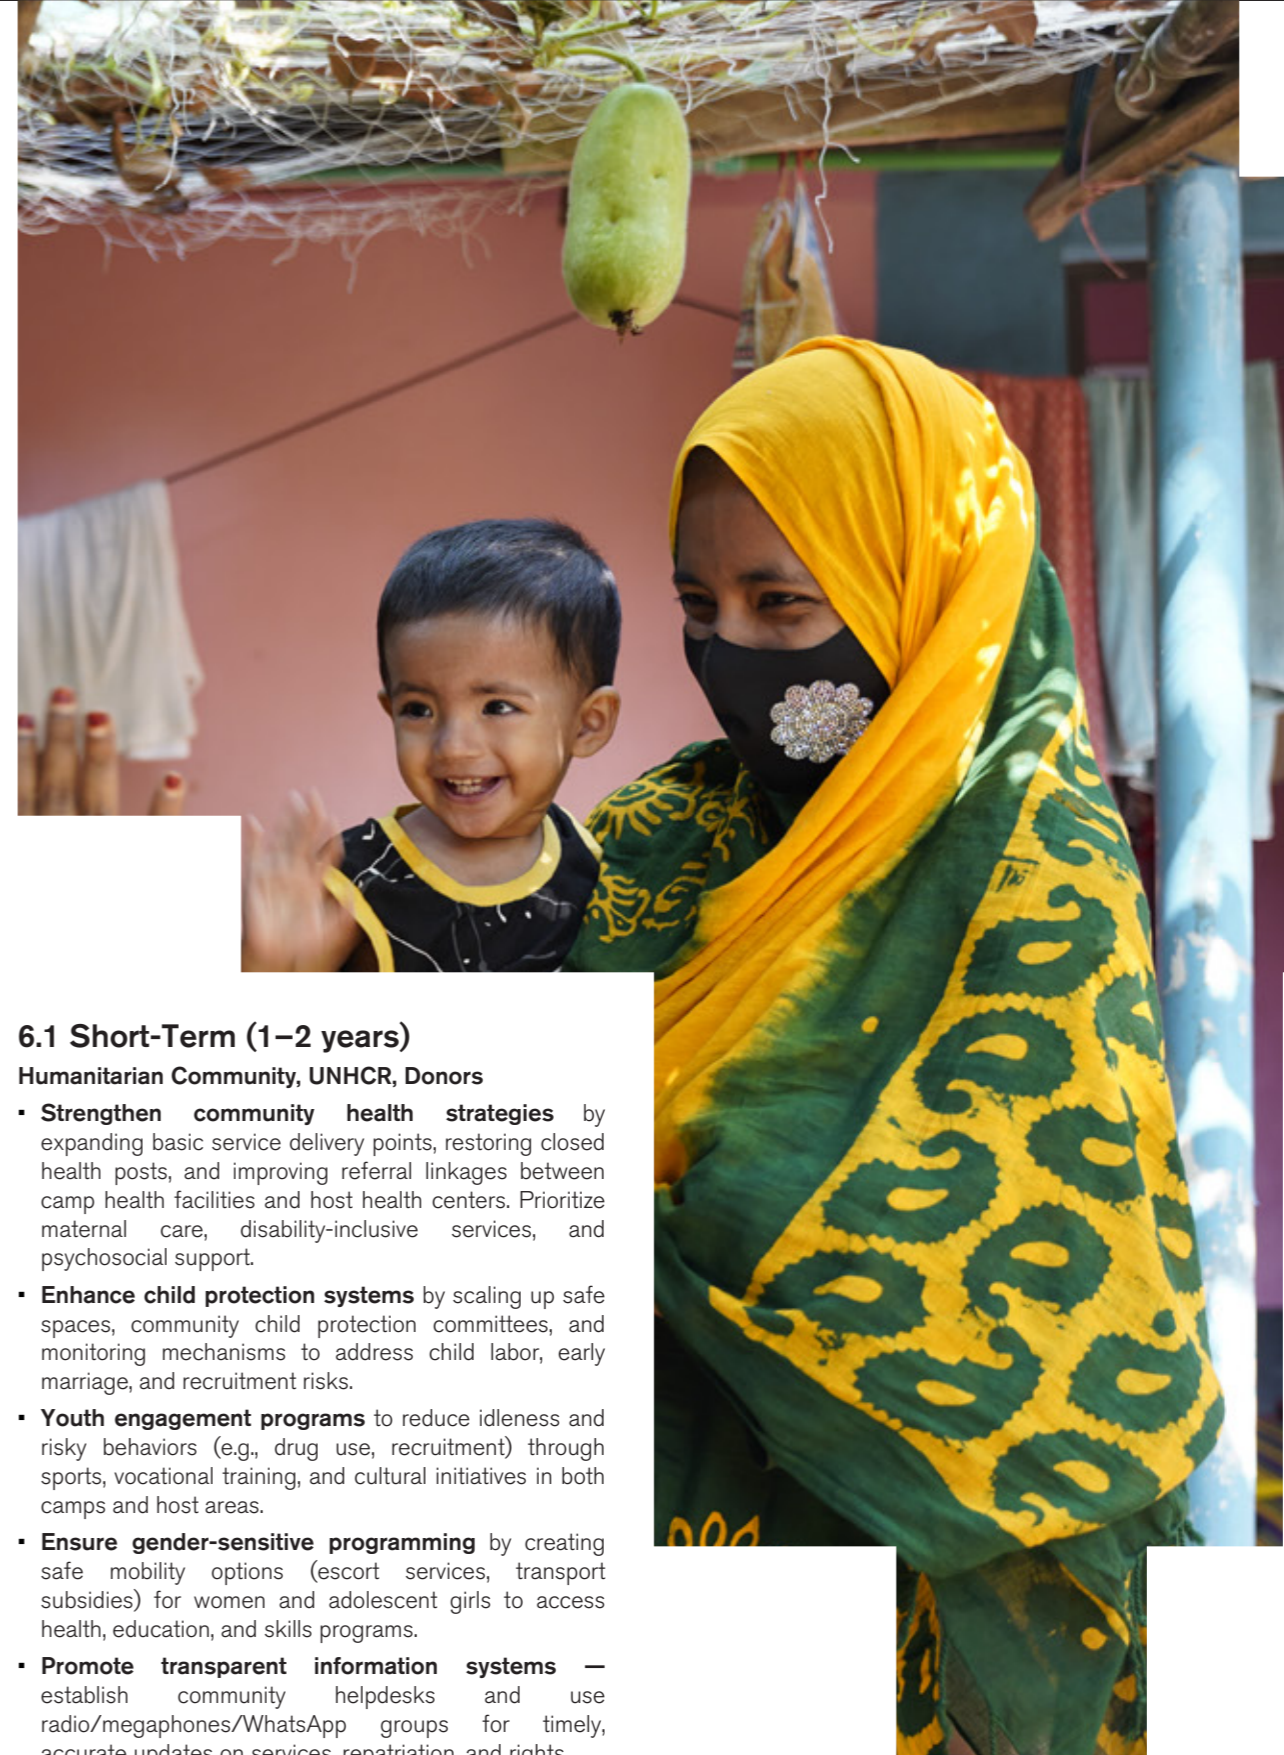 6.1 Short-Term (1–2 years)
Humanitarian Community, UNHCR, Donors
▪ Strengthen community health strategies by
expanding basic service delivery points, restoring closed
health posts, and improving referral linkages between
camp health facilities and host health centers. Prioritize
maternal care, disability-inclusive services, and
psychosocial support.
▪ Enhance child protection systems by scaling up safe
spaces, community child protection committees, and
monitoring mechanisms to address child labor, early
marriage, and recruitment risks.
▪ Youth engagement programs to reduce idleness and
risky behaviors (e.g., drug use, recruitment) through
sports, vocational training, and cultural initiatives in both
camps and host areas.
▪ Ensure gender-sensitive programming by creating
safe mobility options (escort services, transport
subsidies) for women and adolescent girls to access
health, education, and skills programs.
▪ Promote transparent information systems —
establish community helpdesks and use
radio/megaphones/WhatsApp groups for timely,
accurate updates on services, repatriation, and rights.